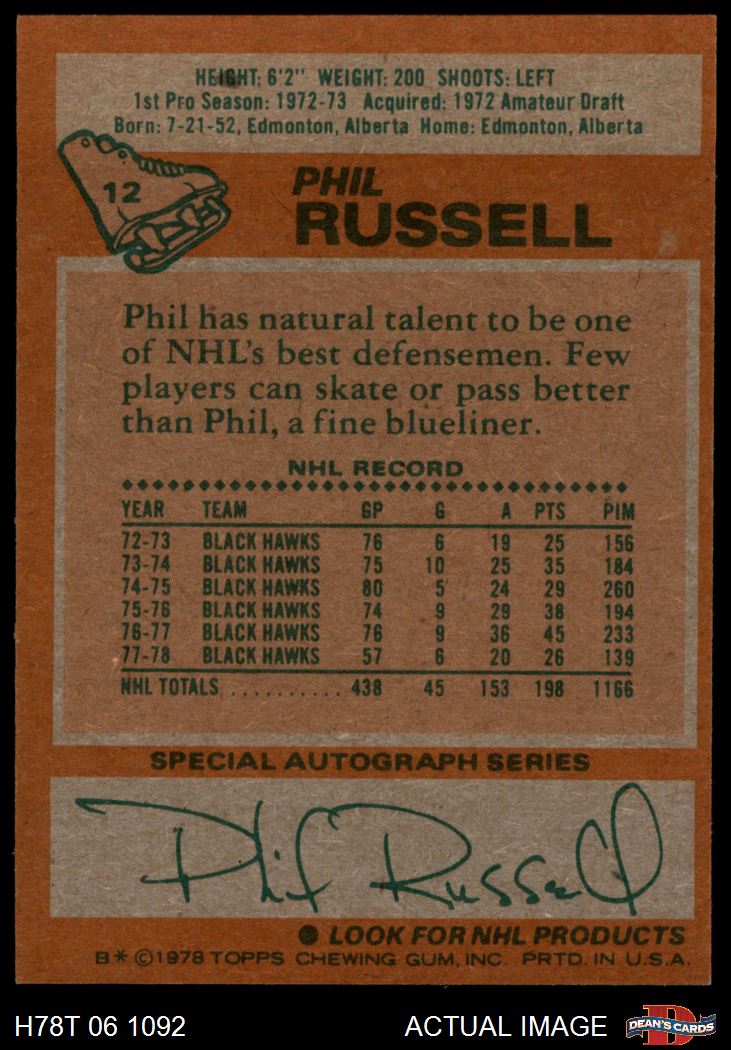 HEIGHT: 6'2" WEIGHT: 200 SHOOTS: LEFT
1st Pro Season: 1972-73 Acquired: 1972 Amateur Draft
Born: 7-21-52, Edmonton, Alberta Home: Edmonton, Alberta
12
PHIL
RUSSELL
Phil has natural talent to be one
of NHL's best defensemen. Few
players can skate or pass better
than Phil, a fine blueliner.
NHL RECORD
YEAR TEAM GP G A PTS PIM
72-73 BLACK HAWKS 76 6 19 25 156
73-74 BLACK HAWKS 75 10 25 35 184
74-75 BLACK HAWKS 80 5 24 29 260
75-76 BLACK HAWKS 74 9 29 38 194
76-77 BLACK HAWKS 76 9 36 45 233
77-78 BLACK HAWKS 57 6 20 26 139
NHL TOTALS .......... 438 45 153 198 1166
SPECIAL AUTOGRAPH SERIES
Phil Russell
● LOOK FOR NHL PRODUCTS
B* ©1978 TOPPS CHEWING GUM, INC. PRTD. IN U.S.A.
H78T 06 1092 ACTUAL IMAGE D DEAN'S CARDS